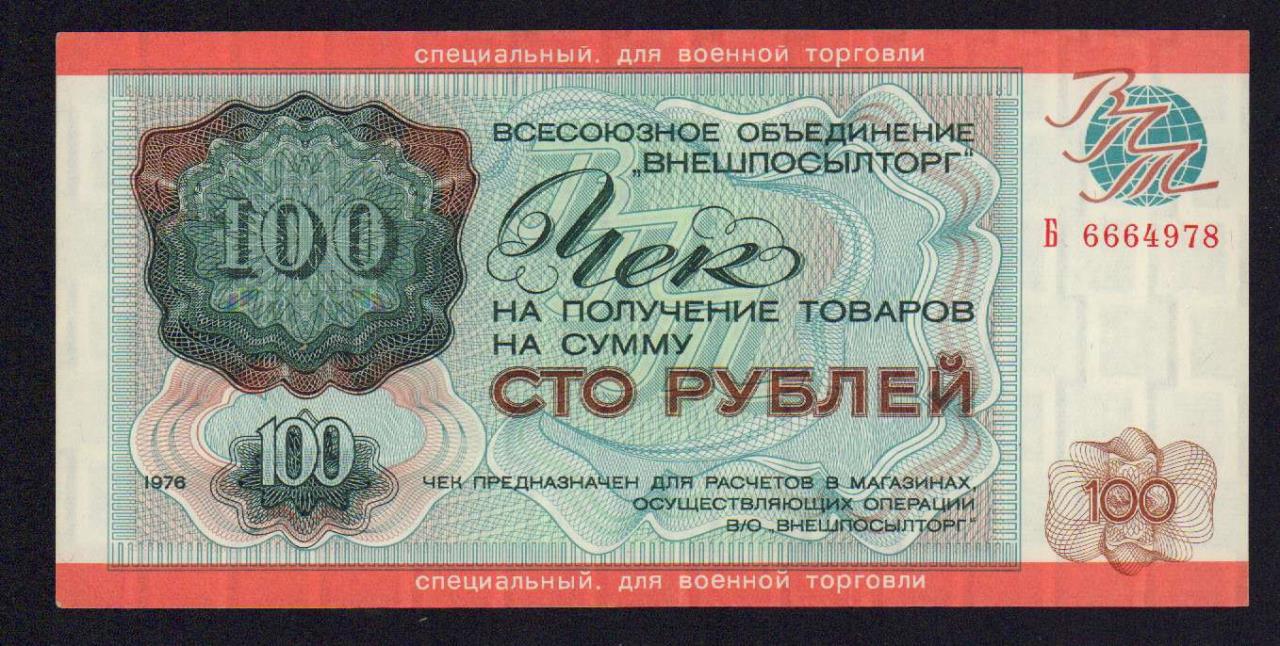 специальный. для военной торговли
ВПТ
100
ВСЕСОЮЗНОЕ ОБЪЕДИНЕНИЕ
„ВНЕШПОСЫЛТОРГ"
Чек
НА ПОЛУЧЕНИЕ ТОВАРОВ
НА СУММУ
СТО РУБЛЕЙ
Б 6664978
100
1976
ЧЕК ПРЕДНАЗНАЧЕН ДЛЯ РАСЧЕТОВ В МАГАЗИНАХ,
ОСУЩЕСТВЛЯЮЩИХ ОПЕРАЦИИ
В/О „ВНЕШПОСЫЛТОРГ"
100
специальный. для военной торговли